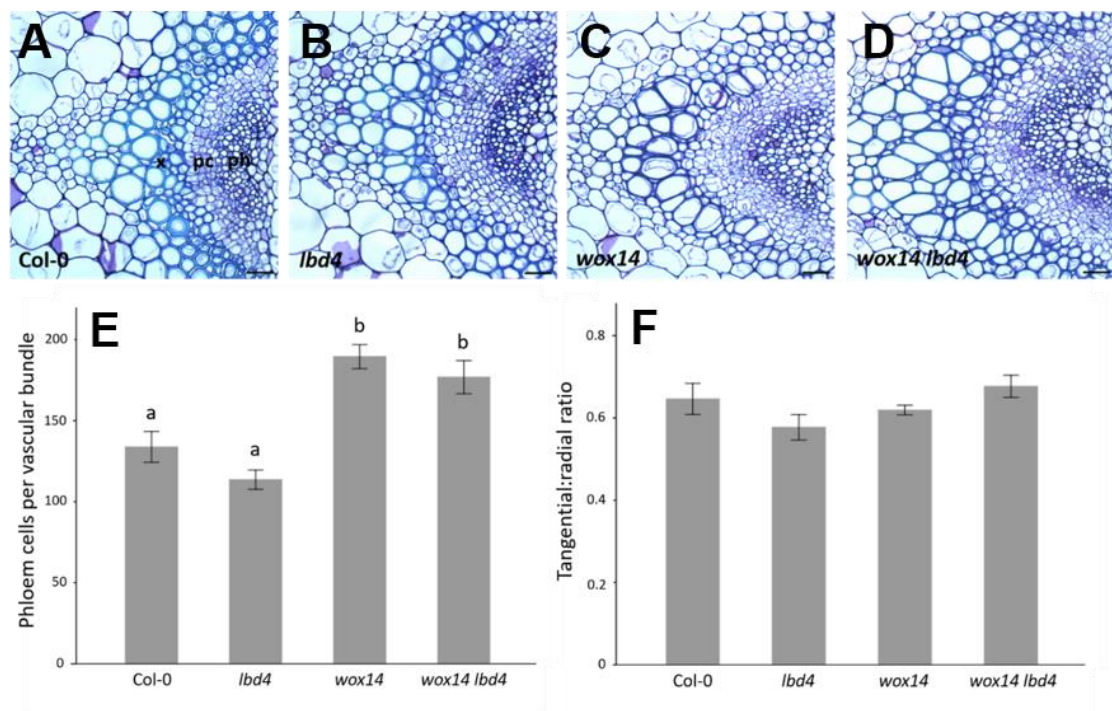 A
B
C
D
x pc ph
Col-0
lbd4
wox14
wox14 lbd4
E
Phloem cells per vascular bundle
200
150
100
50
0
a
a
b
b
Col-0 lbd4 wox14 wox14 lbd4
F
Tangential:radial ratio
0.8
0.6
0.4
0.2
0
Col-0 lbd4 wox14 wox14 lbd4